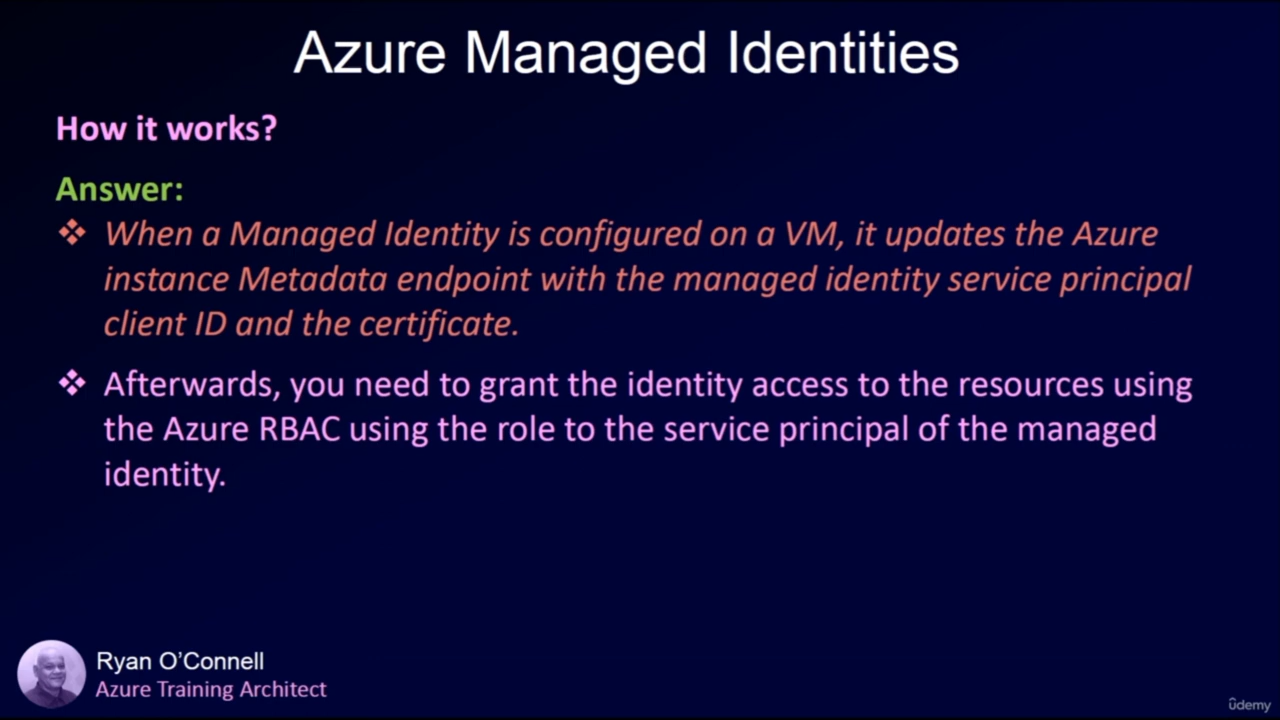 Azure Managed Identities
How it works?
Answer:
❖ When a Managed Identity is configured on a VM, it updates the Azure
instance Metadata endpoint with the managed identity service principal
client ID and the certificate.
❖ Afterwards, you need to grant the identity access to the resources using
the Azure RBAC using the role to the service principal of the managed
identity.
Ryan O’Connell
Azure Training Architect
ûdemy